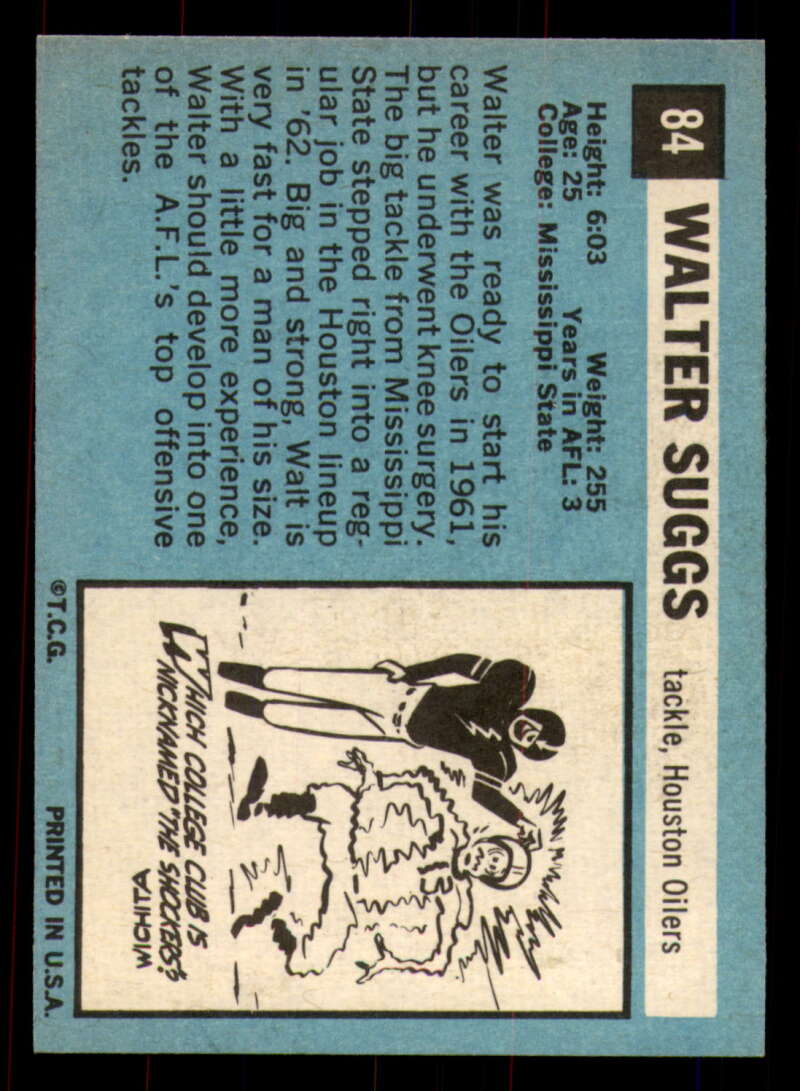 84
WALTER SUGGS tackle, Houston Oilers
Height: 6:03 Weight: 255
Age: 25 Years in AFL: 3
College: Mississippi State
Walter was ready to start his
career with the Oilers in 1961,
but he underwent knee surgery.
The big tackle from Mississippi
State stepped right into a reg-
ular job in the Houston lineup
in '62. Big and strong, Walt is
very fast for a man of his size.
With a little more experience,
Walter should develop into one
of the A.F.L.'s top offensive
tackles.
13
WHICH COLLEGE CLUB IS
NICKNAMED "THE SHOCKERS"?
WICHITA
©T.C.G. PRINTED IN U.S.A.